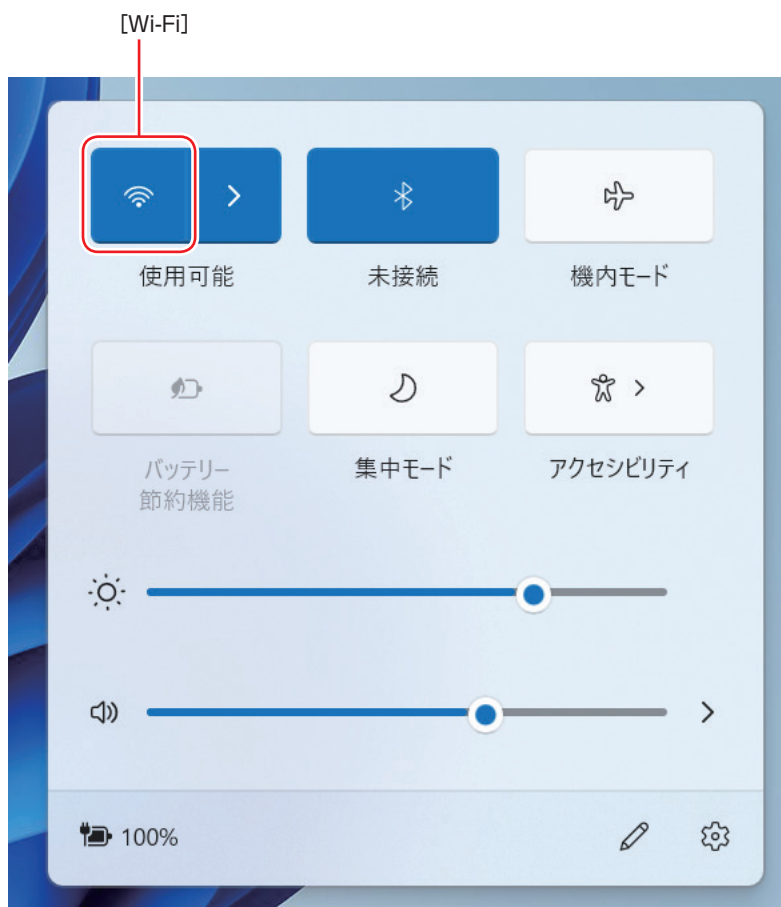 [Wi-Fi]
使用可能
未接続
機内モード
バッテリー
節約機能
集中モード
アクセシビリティ
100%